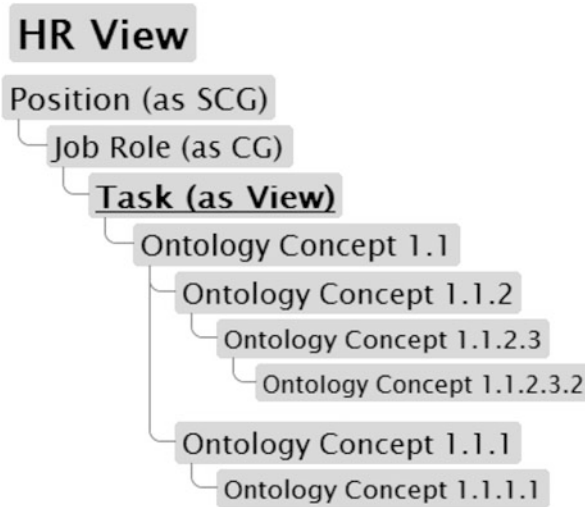 HR View
Position (as SCG)
Job Role (as CG)
Task (as View)
Ontology Concept 1.1
Ontology Concept 1.1.2
Ontology Concept 1.1.2.3
Ontology Concept 1.1.2.3.2
Ontology Concept 1.1.1
Ontology Concept 1.1.1.1